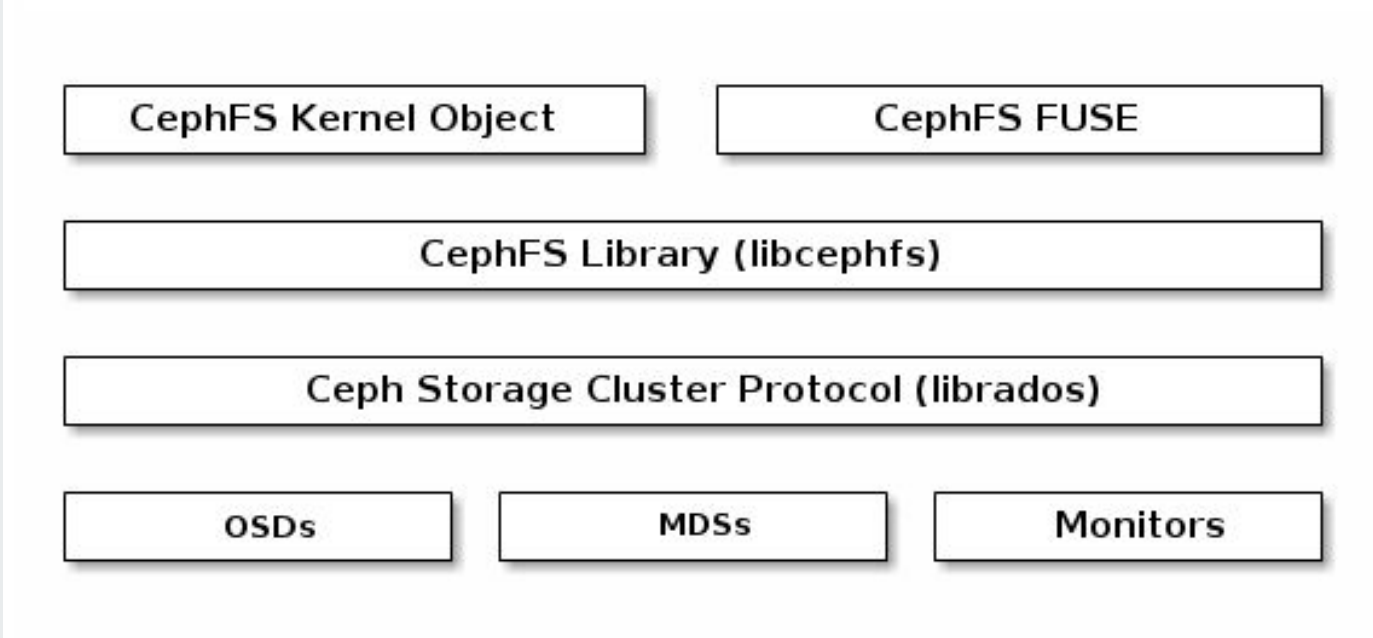 CephFS Kernel Object
CephFS FUSE
CephFS Library (libcephfs)
Ceph Storage Cluster Protocol (librados)
OSDs
MDSs
Monitors